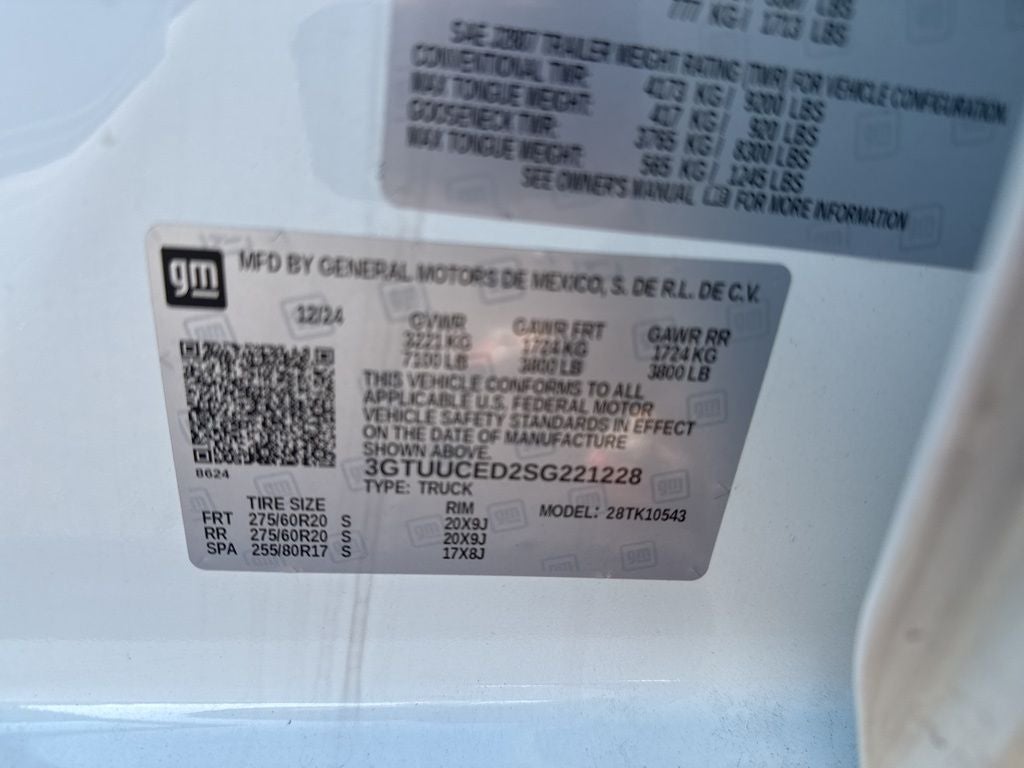 777 KG / 1713 LBS
SAE J2807 TRAILER WEIGHT RATING (TWR) FOR VEHICLE CONFIGURATION
CONVENTIONAL TWR: 4173 KG / 9200 LBS
MAX TONGUE WEIGHT: 417 KG / 920 LBS
GOOSENECK TWR: 3765 KG / 8300 LBS
MAX TONGUE WEIGHT: 565 KG / 1245 LBS
SEE OWNER'S MANUAL FOR MORE INFORMATION
gm MFD BY GENERAL MOTORS DE MEXICO, S. DE R.L. DE C.V.
12/24 GVWR GAWR FRT GAWR RR
3221 KG 1724 KG 1724 KG
7100 LB 3800 LB 3800 LB
THIS VEHICLE CONFORMS TO ALL
APPLICABLE U.S. FEDERAL MOTOR
VEHICLE SAFETY STANDARDS IN EFFECT
ON THE DATE OF MANUFACTURE
SHOWN ABOVE.
8624 3GTUUCED2SG221228
TYPE: TRUCK
TIRE SIZE RIM MODEL: 28TK10543
FRT 275/60R20 S 20X9J
RR 275/60R20 S 20X9J
SPA 255/80R17 S 17X8J